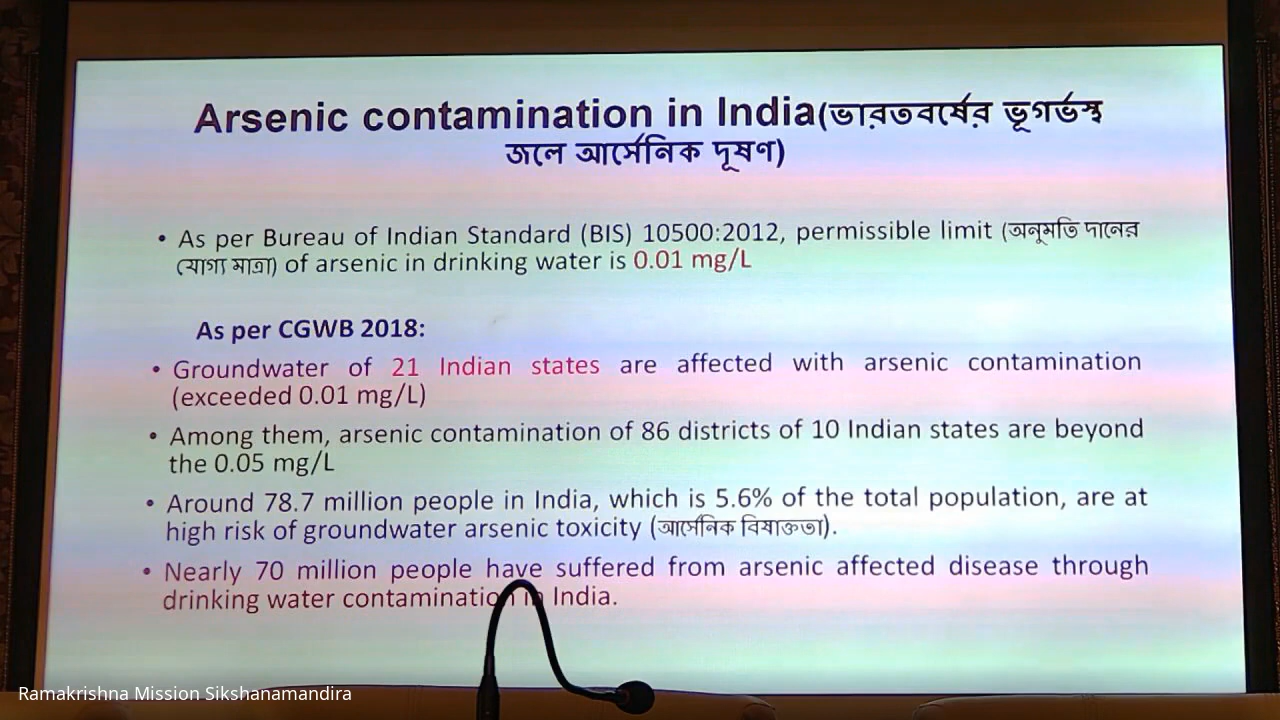 Arsenic contamination in India(ভারতবর্ষের ভূগর্ভস্থ
জলে আর্সেনিক দূষণ)
• As per Bureau of Indian Standard (BIS) 10500:2012, permissible limit (অনুমতি দানের
যোগ্য মাত্রা) of arsenic in drinking water is 0.01 mg/L
As per CGWB 2018:
• Groundwater of 21 Indian states are affected with arsenic contamination
(exceeded 0.01 mg/L)
• Among them, arsenic contamination of 86 districts of 10 Indian states are beyond
the 0.05 mg/L
• Around 78.7 million people in India, which is 5.6% of the total population, are at
high risk of groundwater arsenic toxicity (আর্সেনিক বিষাক্ততা).
• Nearly 70 million people have suffered from arsenic affected disease through
drinking water contamination in India.
Ramakrishna Mission Sikshanamandira